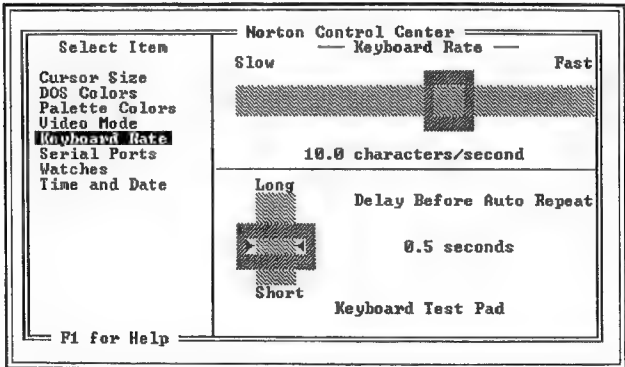 Norton Control Center
Select Item
Cursor Size
DOS Colors
Palette Colors
Video Mode
Keyboard Rate
Serial Ports
Watches
Time and Date
Keyboard Rate
Slow Fast
10.0 characters/second
Long
Delay Before Auto Repeat
0.5 seconds
Short
Keyboard Test Pad
F1 for Help